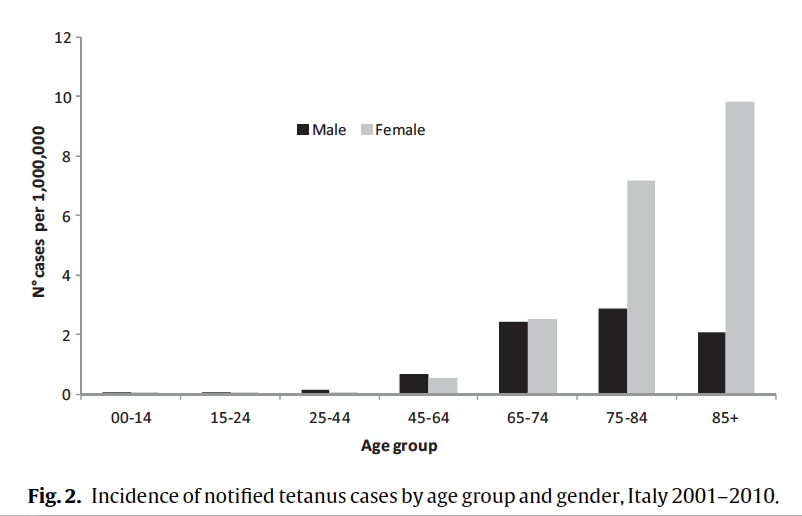 12
10
8
6
4
2
0
N° cases per 1,000,000
Male Female
00-14 15-24 25-44 45-64 65-74 75-84 85+
Age group
Fig. 2. Incidence of notified tetanus cases by age group and gender, Italy 2001–2010.